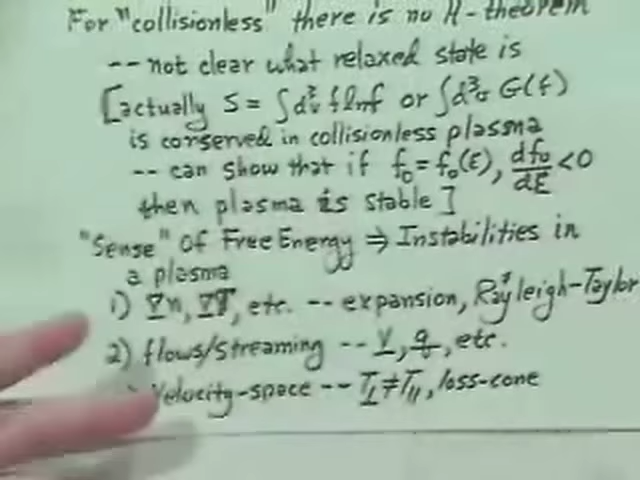 For "collisionless" there is no H-theorem
-- not clear what relaxed state is
[actually S = ∫d³v f ln f or ∫d³v G(f)
is conserved in collisionless plasma
-- can show that if f₀ = f₀(E), df₀/dE < 0
then plasma is stable]
"Sense" of Free Energy ⇒ Instabilities in
a plasma
1) ∇n, ∇T, etc. -- expansion, Rayleigh-Taylor
2) flows/streaming -- V, q, etc.
Velocity-space -- T⊥ ≠ T∥, loss-cone